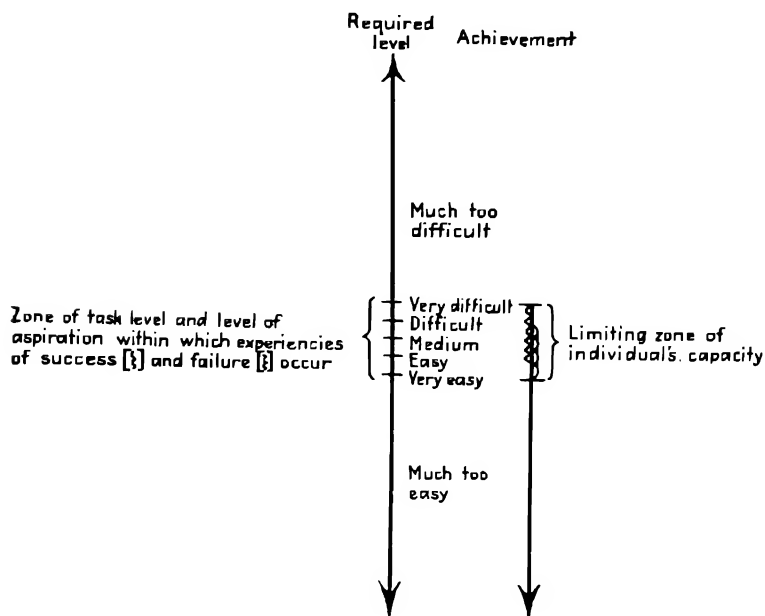 Required
level
Achievement
Much too
difficult
Very difficult
Difficult
Medium
Easy
Very easy
Zone of task level and level of
aspiration within which experiencies
of success [}] and failure [}] occur
Limiting zone of
individual's. capacity
Much too
easy